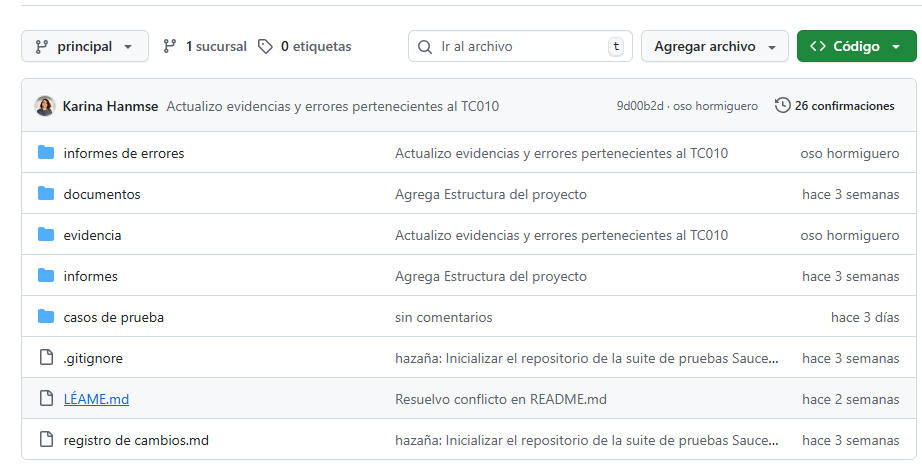 principal 1 sucursal 0 etiquetas Ir al archivo t Agregar archivo Código
Karina Hanmse Actualizo evidencias y errores pertenecientes al TC010 9d00b2d · oso hormiguero 26 confirmaciones
informes de errores Actualizo evidencias y errores pertenecientes al TC010 oso hormiguero
documentos Agrega Estructura del proyecto hace 3 semanas
evidencia Actualizo evidencias y errores pertenecientes al TC010 oso hormiguero
informes Agrega Estructura del proyecto hace 3 semanas
casos de prueba sin comentarios hace 3 días
.gitignore hazaña: Inicializar el repositorio de la suite de pruebas Sauce... hace 3 semanas
LÉAME.md Resuelvo conflicto en README.md hace 2 semanas
registro de cambios.md hazaña: Inicializar el repositorio de la suite de pruebas Sauce... hace 3 semanas